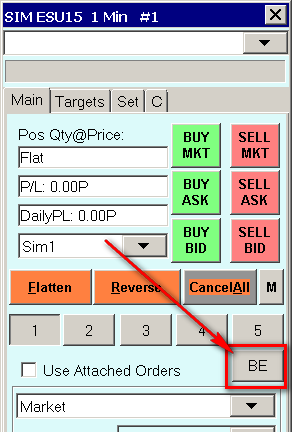 SIM ESU15 1 Min #1
Main Targets Set C
Pos Qty@Price:
Flat
P/L: 0.00P
DailyPL: 0.00P
Sim1
BUY
MKT
SELL
MKT
BUY
ASK
SELL
ASK
BUY
BID
SELL
BID
Flatten Reverse CancelAll M
1 2 3 4 5
Use Attached Orders BE
Market